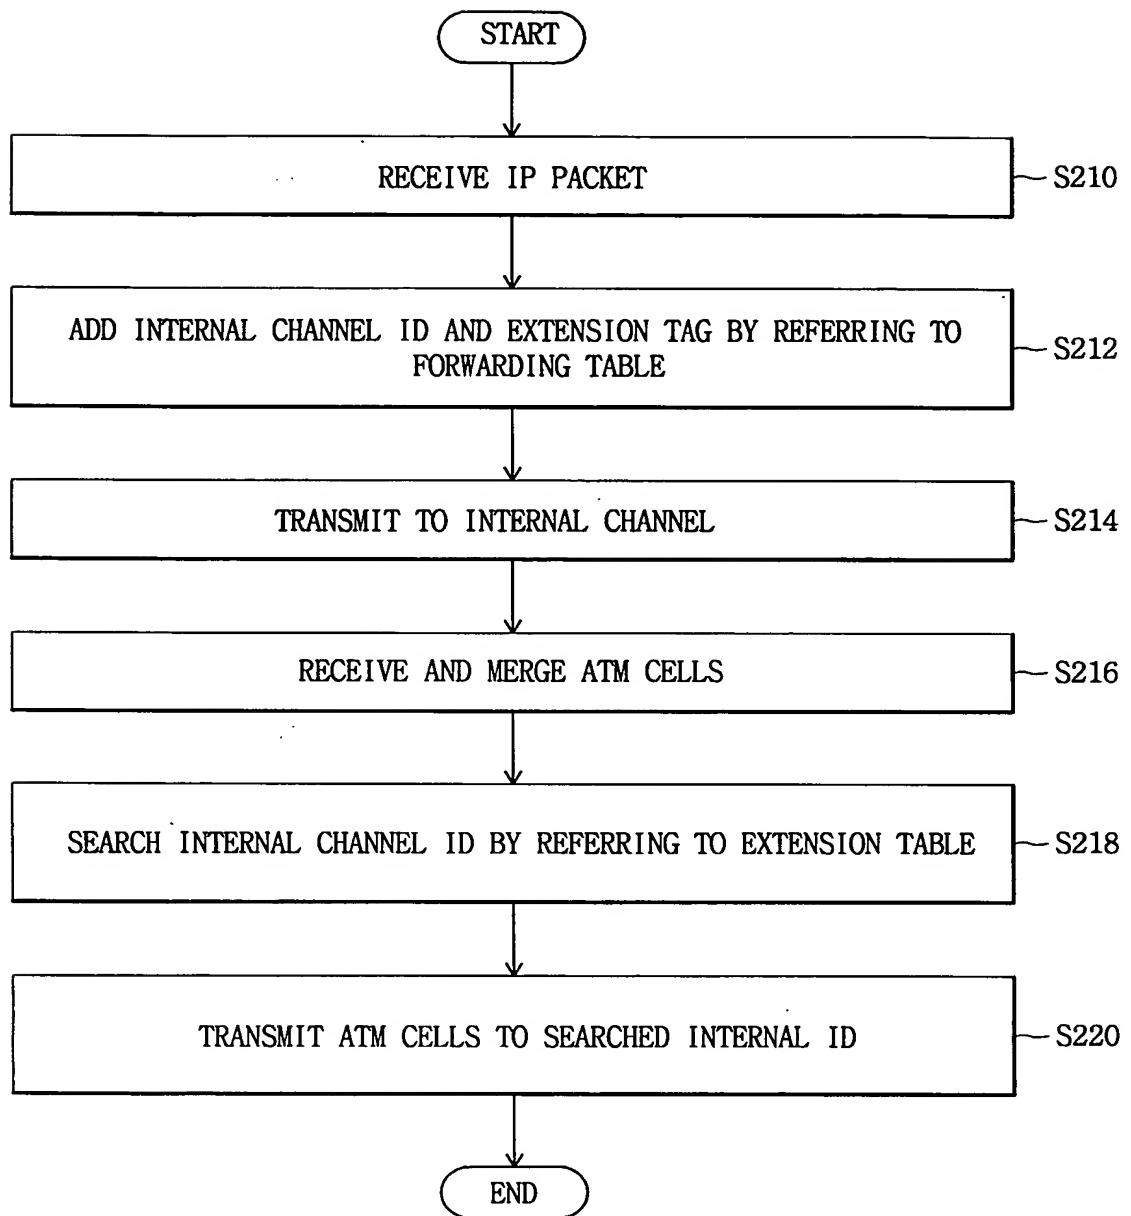 START
RECEIVE IP PACKET
S210
ADD INTERNAL CHANNEL ID AND EXTENSION TAG BY REFERRING TO
FORWARDING TABLE
S212
TRANSMIT TO INTERNAL CHANNEL
S214
RECEIVE AND MERGE ATM CELLS
S216
SEARCH INTERNAL CHANNEL ID BY REFERRING TO EXTENSION TABLE
S218
TRANSMIT ATM CELLS TO SEARCHED INTERNAL ID
S220
END